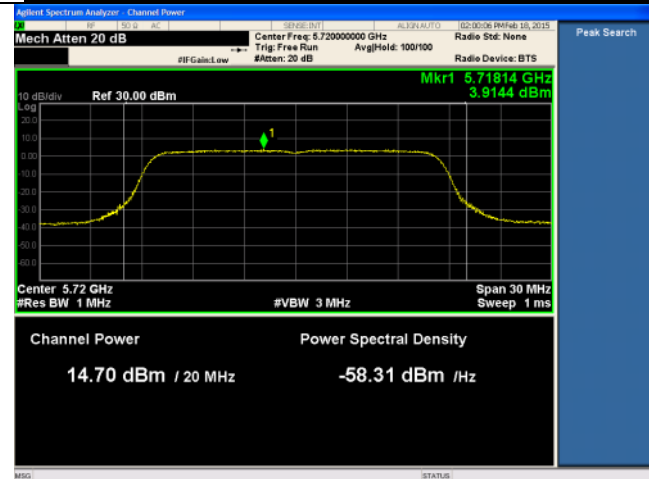 Agilent Spectrum Analyzer - Channel Power
RF 50 Ω AC SENSE:INT ALIGN AUTO 02:00:06 PM Feb 18, 2015
Mech Atten 20 dB
Center Freq: 5.720000000 GHz
Radio Std: None
Trig: Free Run Avg|Hold: 100/100
#IFGain:Low
#Atten: 20 dB
Radio Device: BTS
Peak Search
Mkr1 5.71814 GHz
3.9144 dBm
10 dB/div Ref 30.00 dBm
Log
20.0
10.0
0.00
-10.0
-20.0
-30.0
-40.0
-50.0
-60.0
1
Center 5.72 GHz
Span 30 MHz
#Res BW 1 MHz
#VBW 3 MHz
Sweep 1 ms
Channel Power
Power Spectral Density
14.70 dBm / 20 MHz
-58.31 dBm /Hz
MSG
STATUS